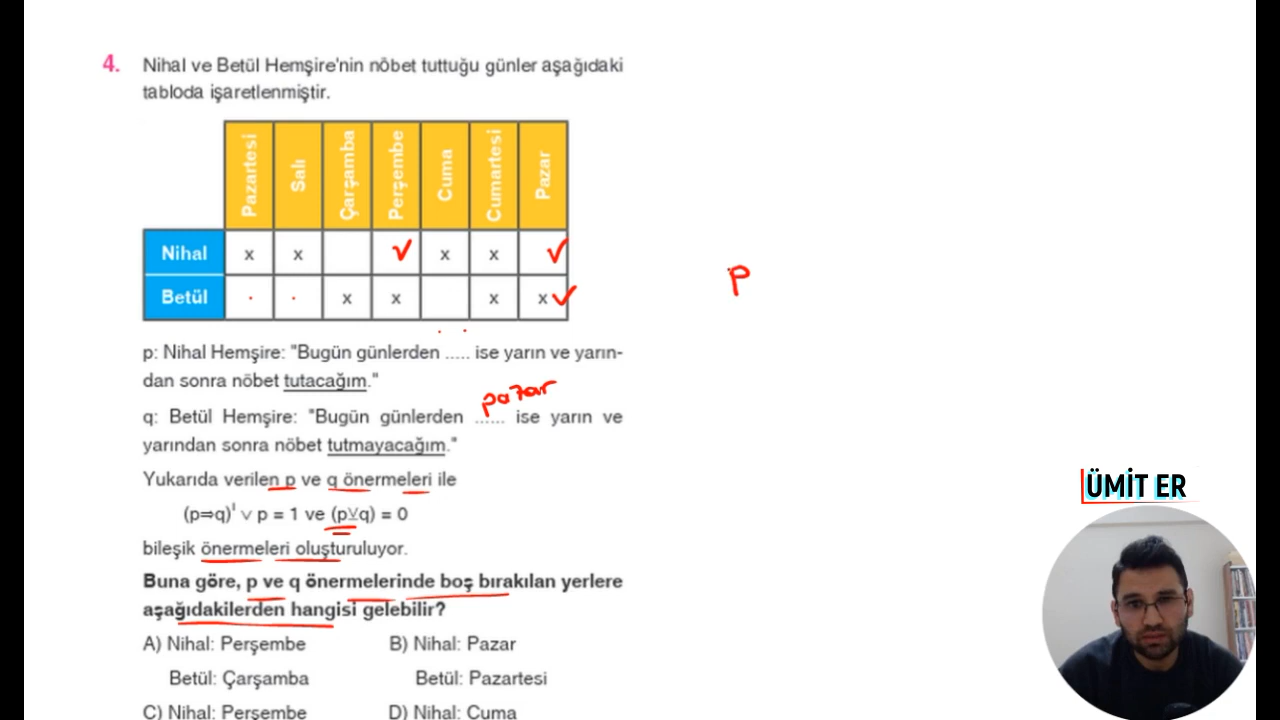 4. Nihal ve Betül Hemşire'nin nöbet tuttuğu günler aşağıdaki
tabloda işaretlenmiştir.
Pazartesi Salı Çarşamba Perşembe Cuma Cumartesi Pazar
Nihal x x ✓ x x ✓
Betül x x x x ✓
p
p: Nihal Hemşire: "Bugün günlerden ..... ise yarın ve yarın-
dan sonra nöbet tutacağım."
pazar
q: Betül Hemşire: "Bugün günlerden ...... ise yarın ve
yarından sonra nöbet tutmayacağım."
Yukarıda verilen p ve q önermeleri ile
(p⇒q)' ∨ p = 1 ve (p⊻q) = 0
bileşik önermeleri oluşturuluyor.
Buna göre, p ve q önermelerinde boş bırakılan yerlere
aşağıdakilerden hangisi gelebilir?
A) Nihal: Perşembe B) Nihal: Pazar
Betül: Çarşamba Betül: Pazartesi
C) Nihal: Perşembe D) Nihal: Cuma
ÜMİT ER